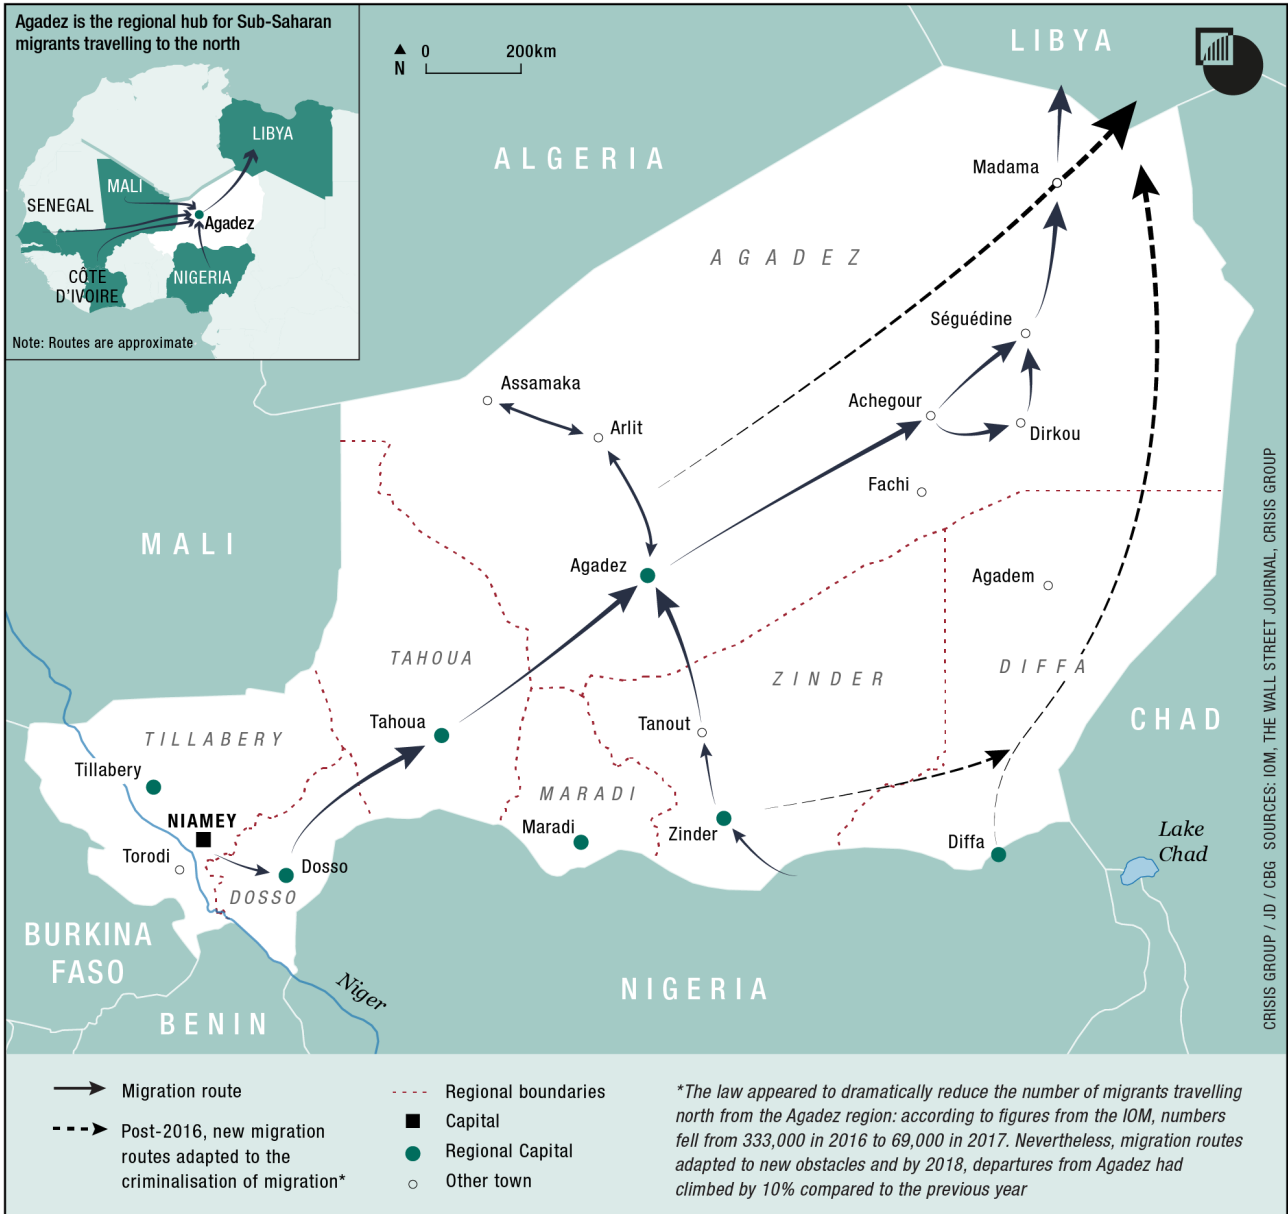 Agadez is the regional hub for Sub-Saharan
migrants travelling to the north
LIBYA
MALI
SENEGAL
Agadez
CÔTE
D'IVOIRE
NIGERIA
Note: Routes are approximate
0 200km
N
LIBYA
ALGERIA
Madama
AGADEZ
Séguédine
Assamaka
Achegour
Arlit
Dirkou
Fachi
MALI
Agadez
Agadem
TAHOUA
ZINDER
DIFFA
Tahoua
Tanout
CHAD
TILLABERY
Tillabery
MARADI
NIAMEY
Maradi
Zinder
Diffa
Lake
Chad
Torodi
Dosso
DOSSO
BURKINA
FASO
Niger
NIGERIA
BENIN
CRISIS GROUP / JD / CBG SOURCES: IOM, THE WALL STREET JOURNAL, CRISIS GROUP
Migration route
Post-2016, new migration
routes adapted to the
criminalisation of migration*
Regional boundaries
Capital
Regional Capital
Other town
*The law appeared to dramatically reduce the number of migrants travelling
north from the Agadez region: according to figures from the IOM, numbers
fell from 333,000 in 2016 to 69,000 in 2017. Nevertheless, migration routes
adapted to new obstacles and by 2018, departures from Agadez had
climbed by 10% compared to the previous year